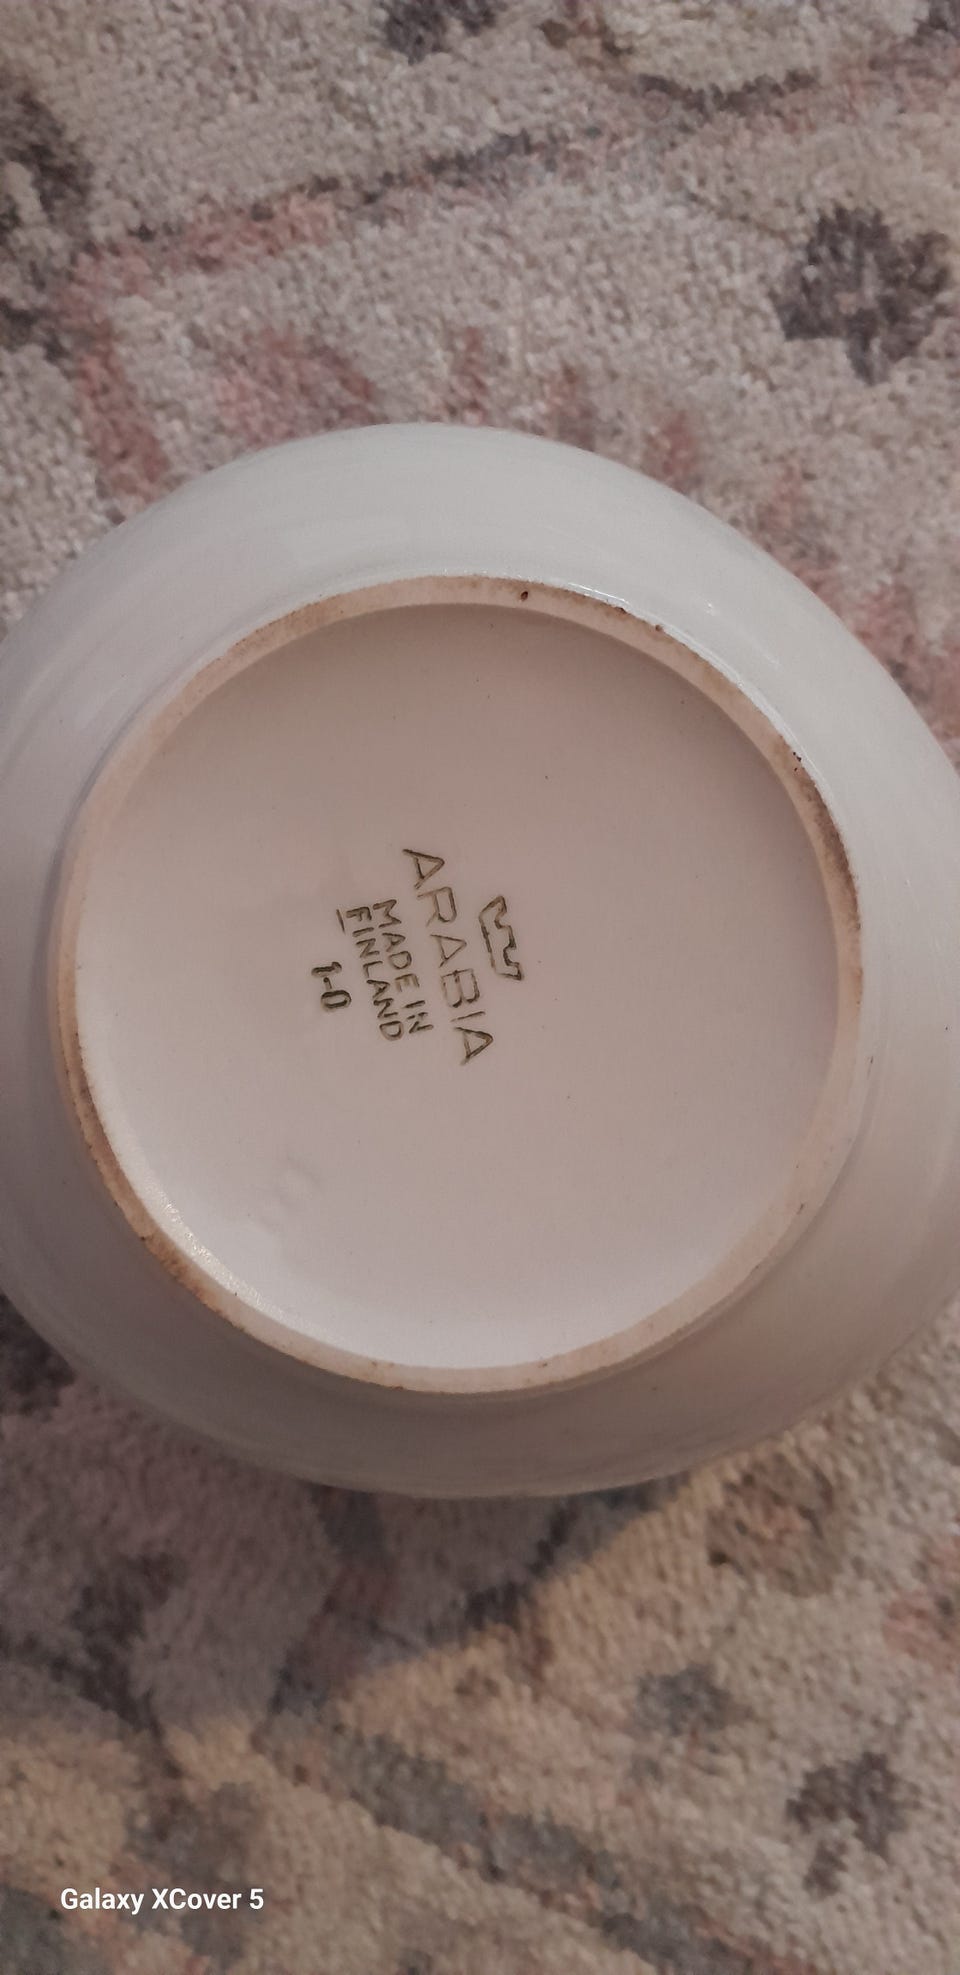 ARABIA
MADE IN
FINLAND
1-0
Galaxy XCover 5